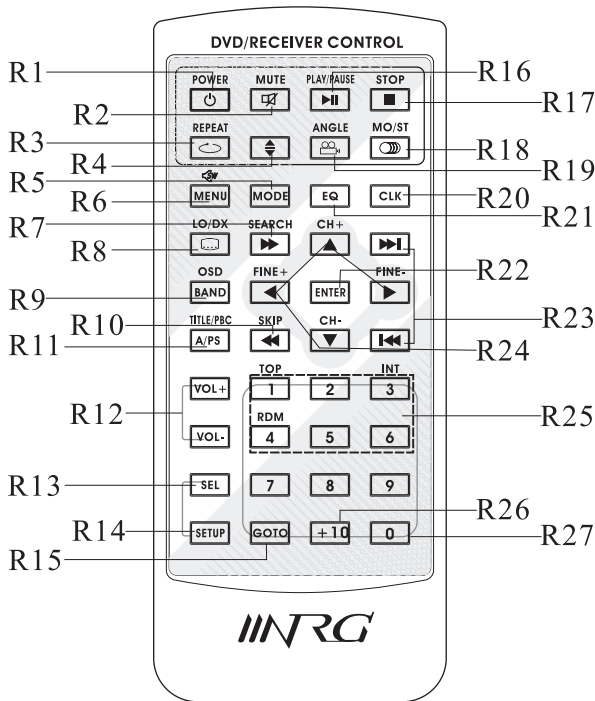 DVD/RECEIVER CONTROL
R1 POWER MUTE PLAY/PAUSE STOP R16
R2 R17
R3 REPEAT ANGLE MO/ST R18
R4 R19
R5 SW R20
R6 MENU MODE EQ CLK R21
R7 LO/DX SEARCH CH+
R8
R9 OSD FINE+ FINE- R22
BAND ENTER
R10 TITLE/PBC SKIP CH- R23
R11 A/PS R24
TOP INT
R12 VOL+ 1 2 3 R25
RDM
VOL- 4 5 6
R13 SEL 7 8 9 R26
R14 SETUP GOTO +10 0 R27
R15
NRG